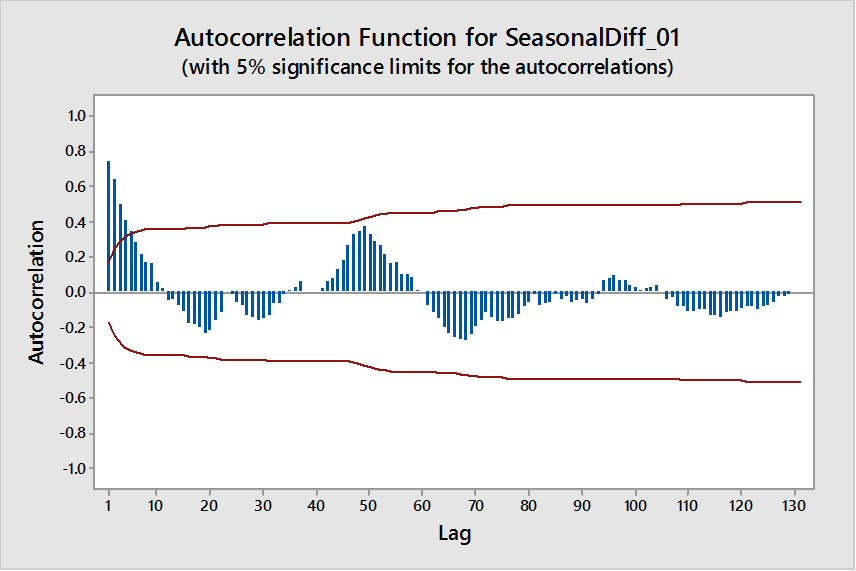 Autocorrelation Function for SeasonalDiff_01
(with 5% significance limits for the autocorrelations)
Autocorrelation
1.0
0.8
0.6
0.4
0.2
0.0
-0.2
-0.4
-0.6
-0.8
-1.0
1 10 20 30 40 50 60 70 80 90 100 110 120 130
Lag